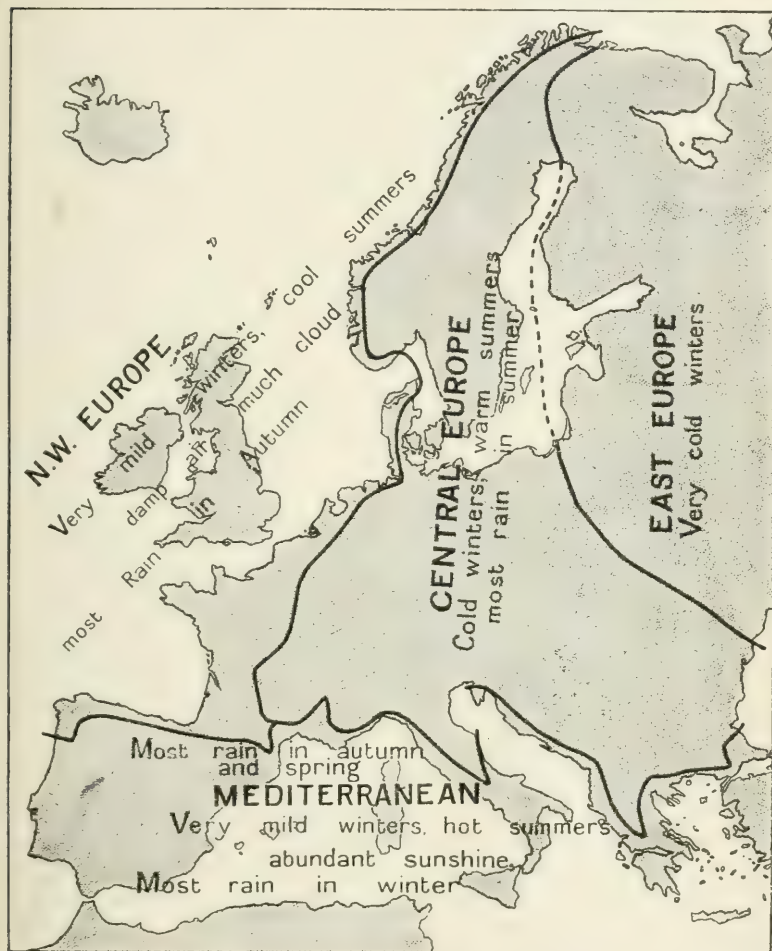 N.W. EUROPE
Very mild winters, cool summers
damp air much cloud
most Rain in Autumn
CENTRAL EUROPE
Cold winters, warm summers
most rain in summer
EAST EUROPE
Very cold winters
Most rain in autumn
and spring
MEDITERRANEAN
Very mild winters, hot summers
abundant sunshine
Most rain in winter